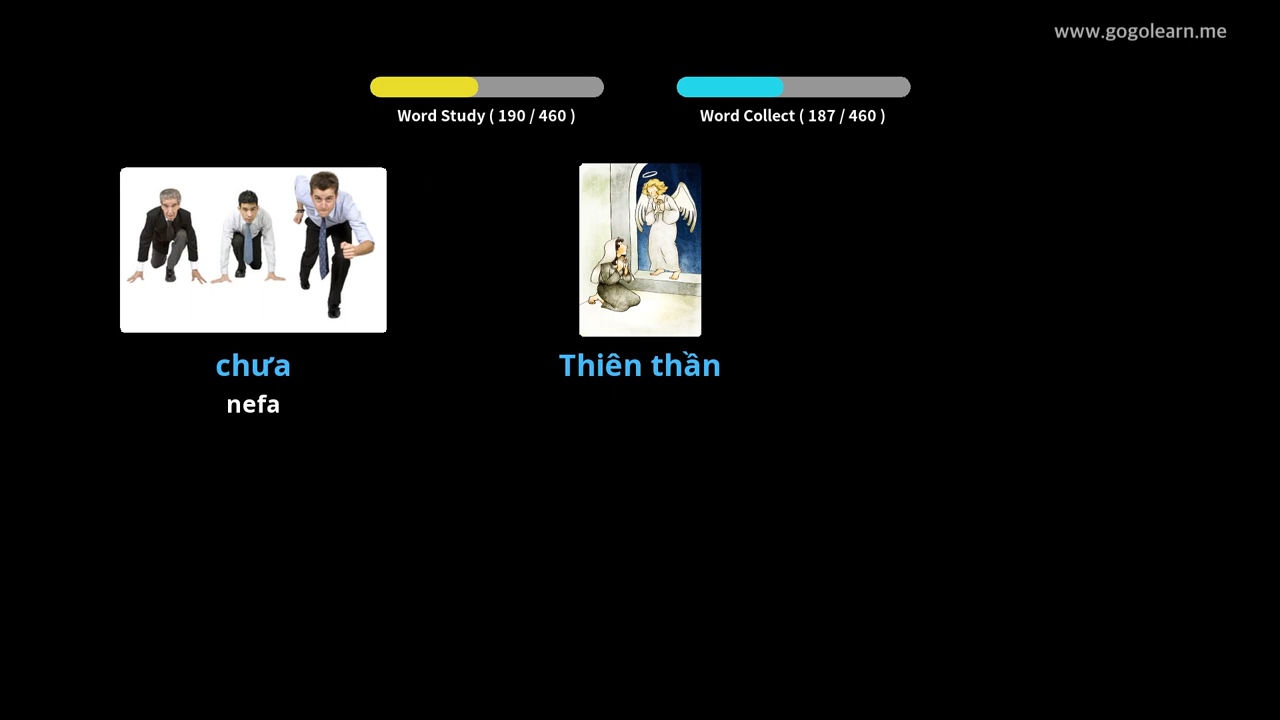 www.gogolearn.me
Word Study ( 190 / 460 )
Word Collect ( 187 / 460 )
chưa
nefa
Thiên thần